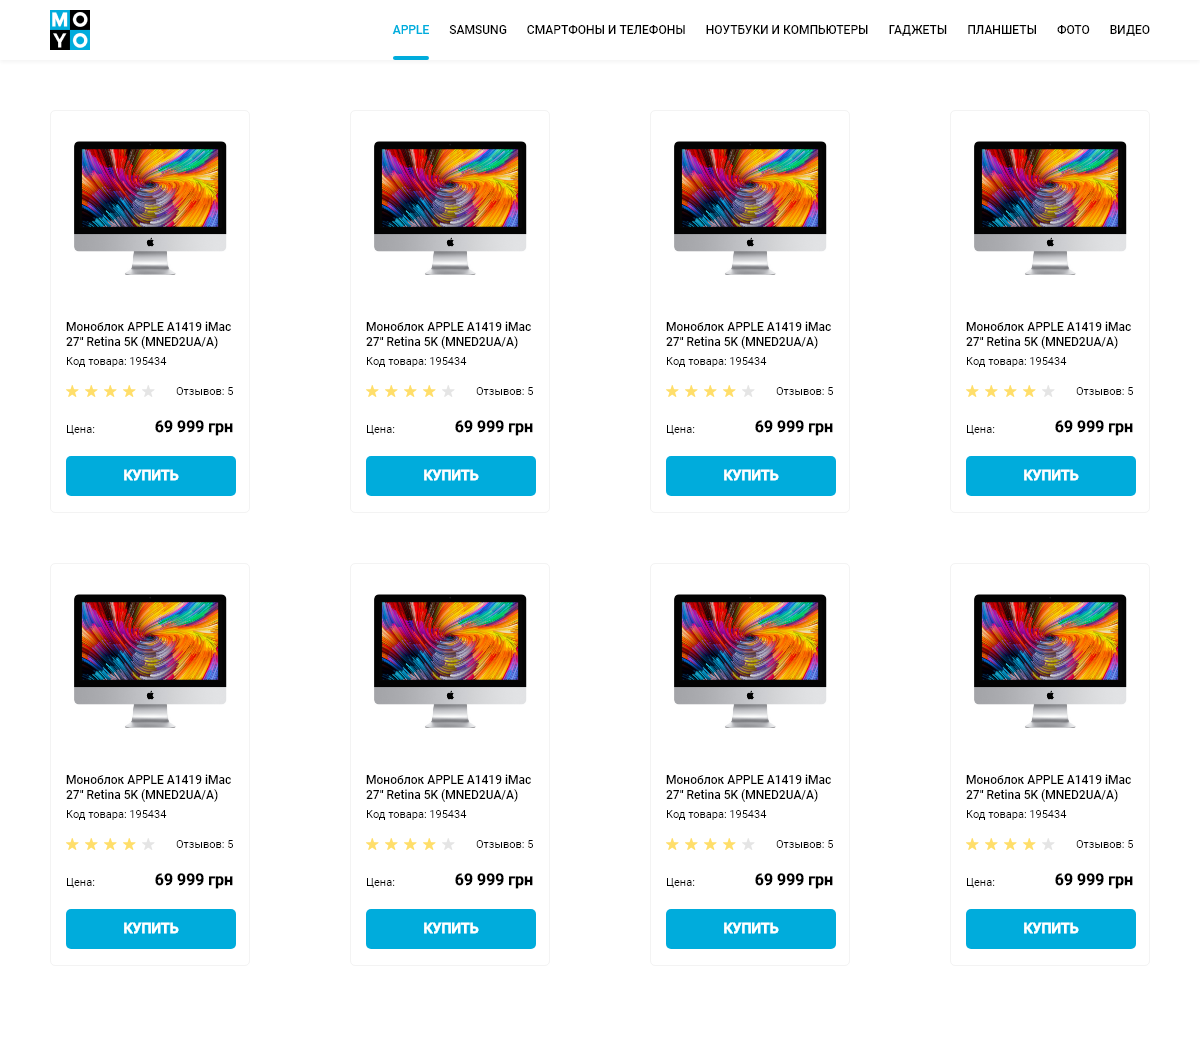 MO
YO
APPLE SAMSUNG СМАРТФОНЫ И ТЕЛЕФОНЫ НОУТБУКИ И КОМПЬЮТЕРЫ ГАДЖЕТЫ ПЛАНШЕТЫ ФОТО ВИДЕО
Моноблок APPLE A1419 iMac
27" Retina 5K (MNED2UA/A)
Код товара: 195434
Отзывов: 5
Цена: 69 999 грн
КУПИТЬ
Моноблок APPLE A1419 iMac
27" Retina 5K (MNED2UA/A)
Код товара: 195434
Отзывов: 5
Цена: 69 999 грн
КУПИТЬ
Моноблок APPLE A1419 iMac
27" Retina 5K (MNED2UA/A)
Код товара: 195434
Отзывов: 5
Цена: 69 999 грн
КУПИТЬ
Моноблок APPLE A1419 iMac
27" Retina 5K (MNED2UA/A)
Код товара: 195434
Отзывов: 5
Цена: 69 999 грн
КУПИТЬ
Моноблок APPLE A1419 iMac
27" Retina 5K (MNED2UA/A)
Код товара: 195434
Отзывов: 5
Цена: 69 999 грн
КУПИТЬ
Моноблок APPLE A1419 iMac
27" Retina 5K (MNED2UA/A)
Код товара: 195434
Отзывов: 5
Цена: 69 999 грн
КУПИТЬ
Моноблок APPLE A1419 iMac
27" Retina 5K (MNED2UA/A)
Код товара: 195434
Отзывов: 5
Цена: 69 999 грн
КУПИТЬ
Моноблок APPLE A1419 iMac
27" Retina 5K (MNED2UA/A)
Код товара: 195434
Отзывов: 5
Цена: 69 999 грн
КУПИТЬ